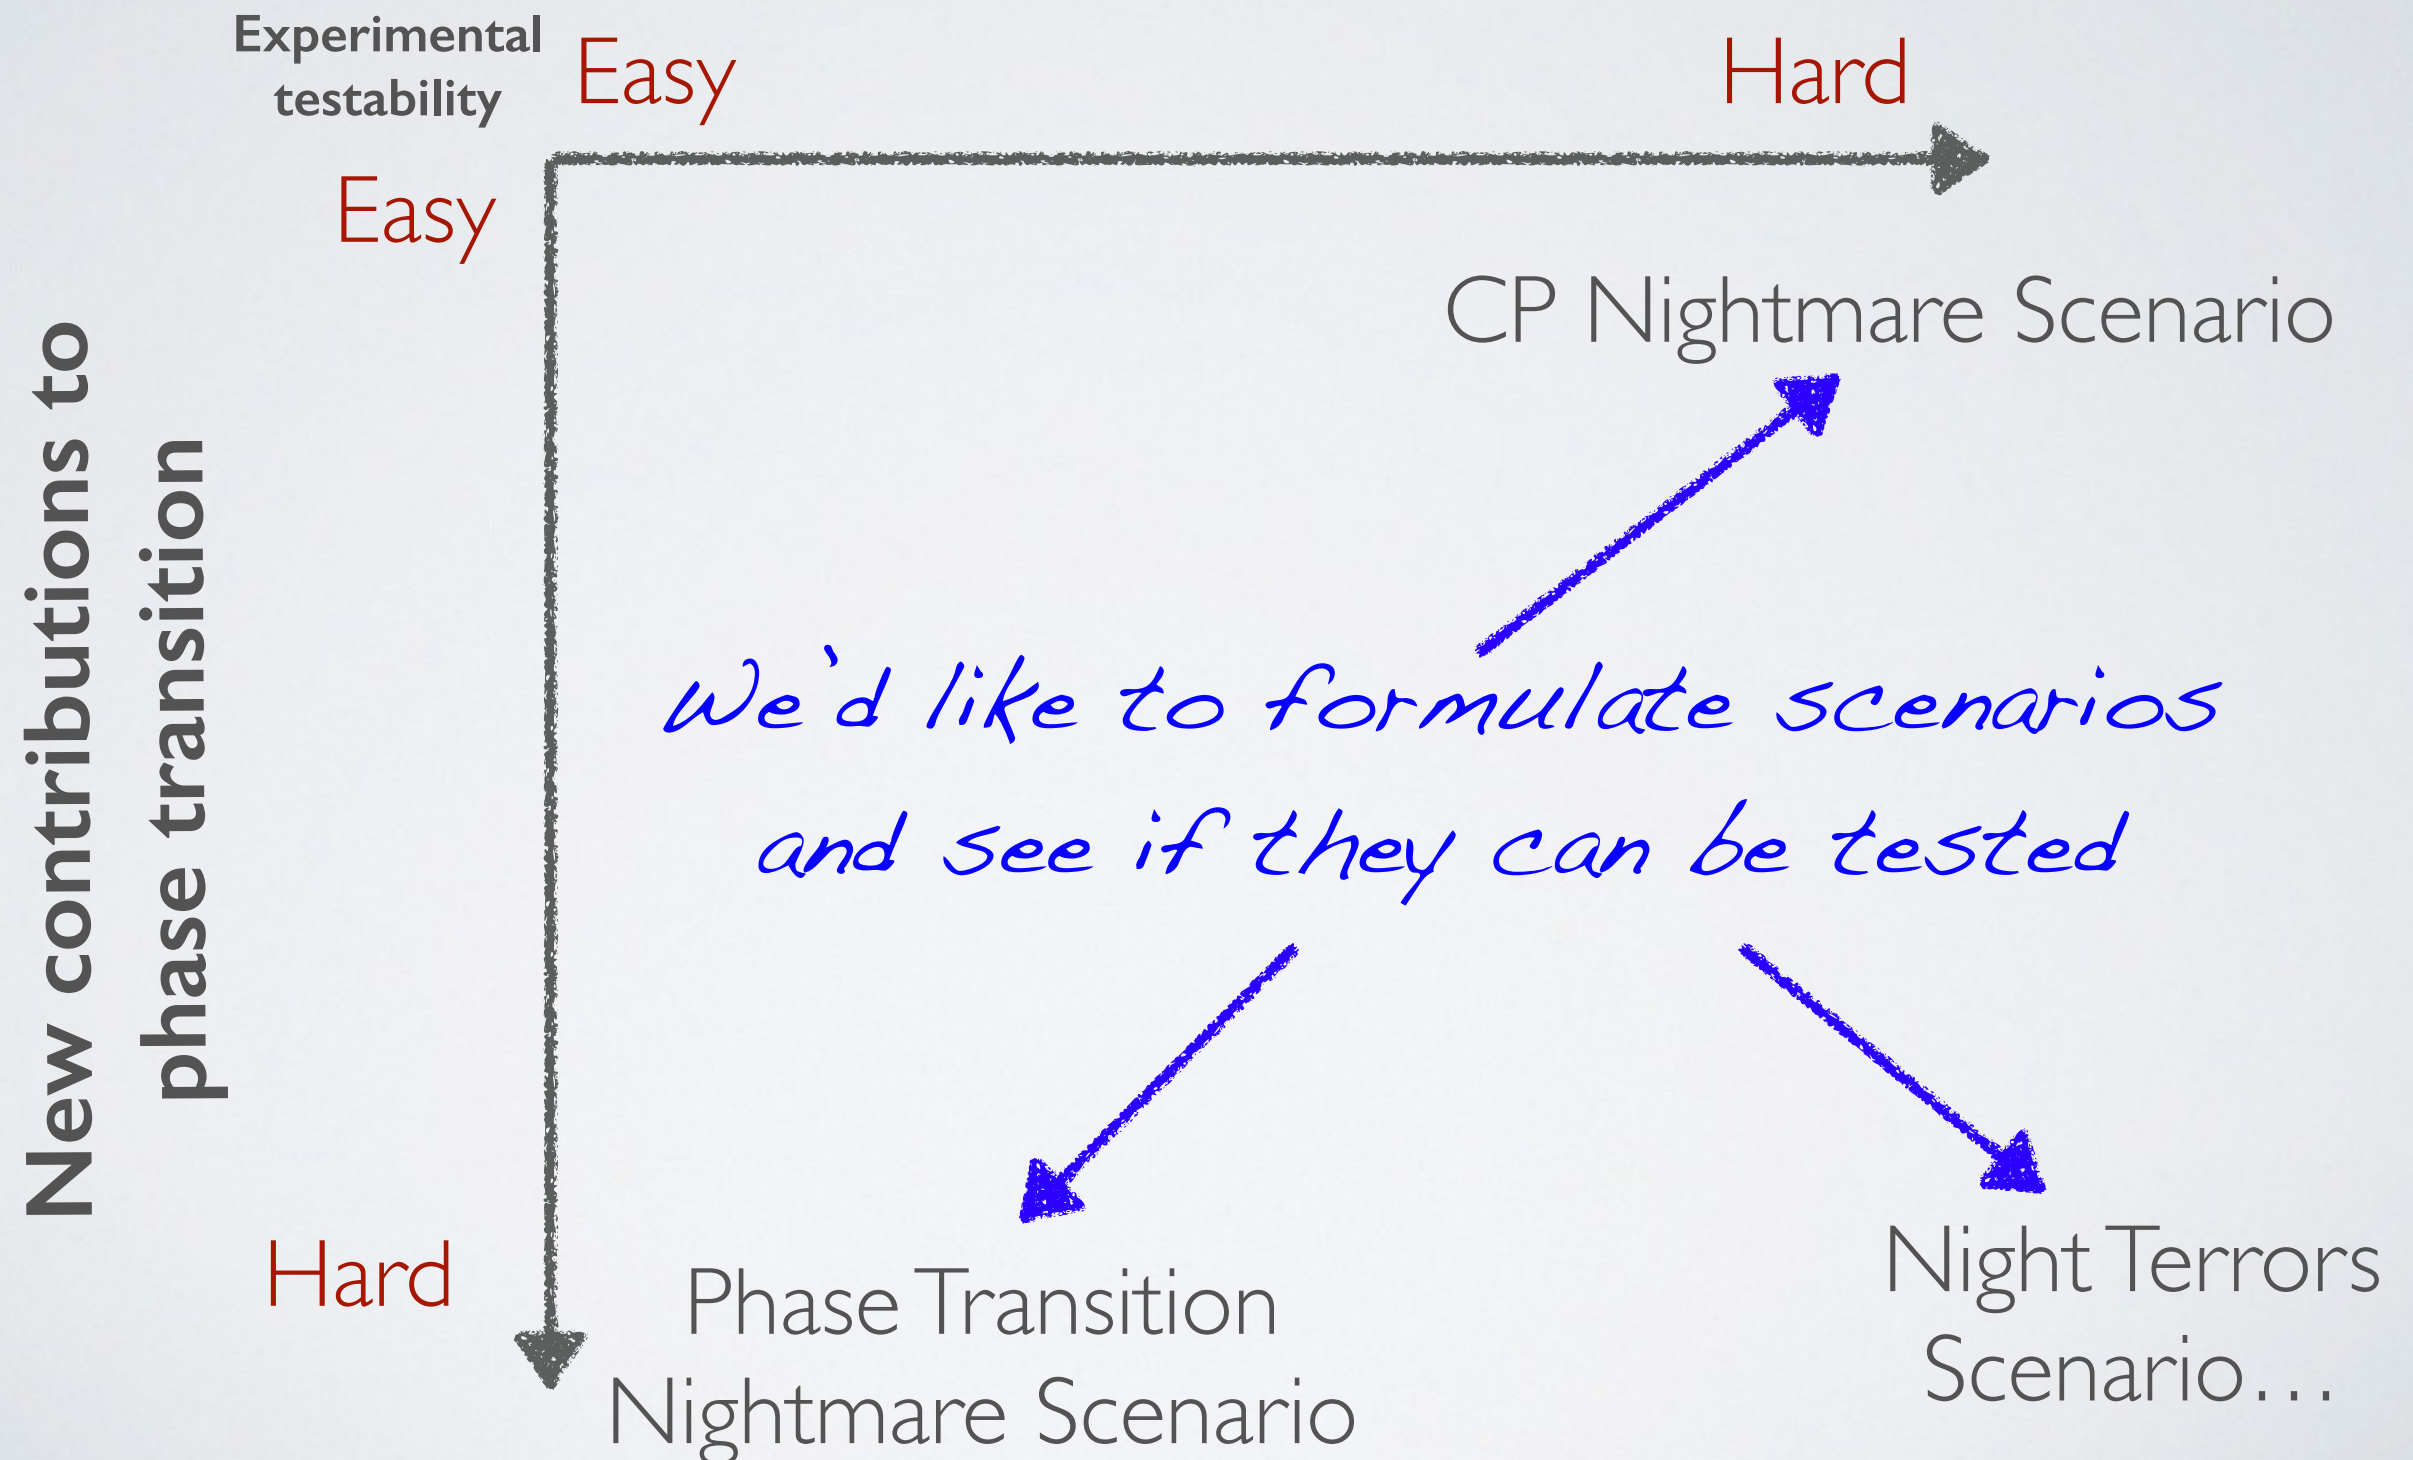 Experimental
testability
Easy
Hard
Easy
New contributions to
phase transition
CP Nightmare Scenario
We'd like to formulate scenarios
and see if they can be tested
Hard
Phase Transition
Nightmare Scenario
Night Terrors
Scenario...